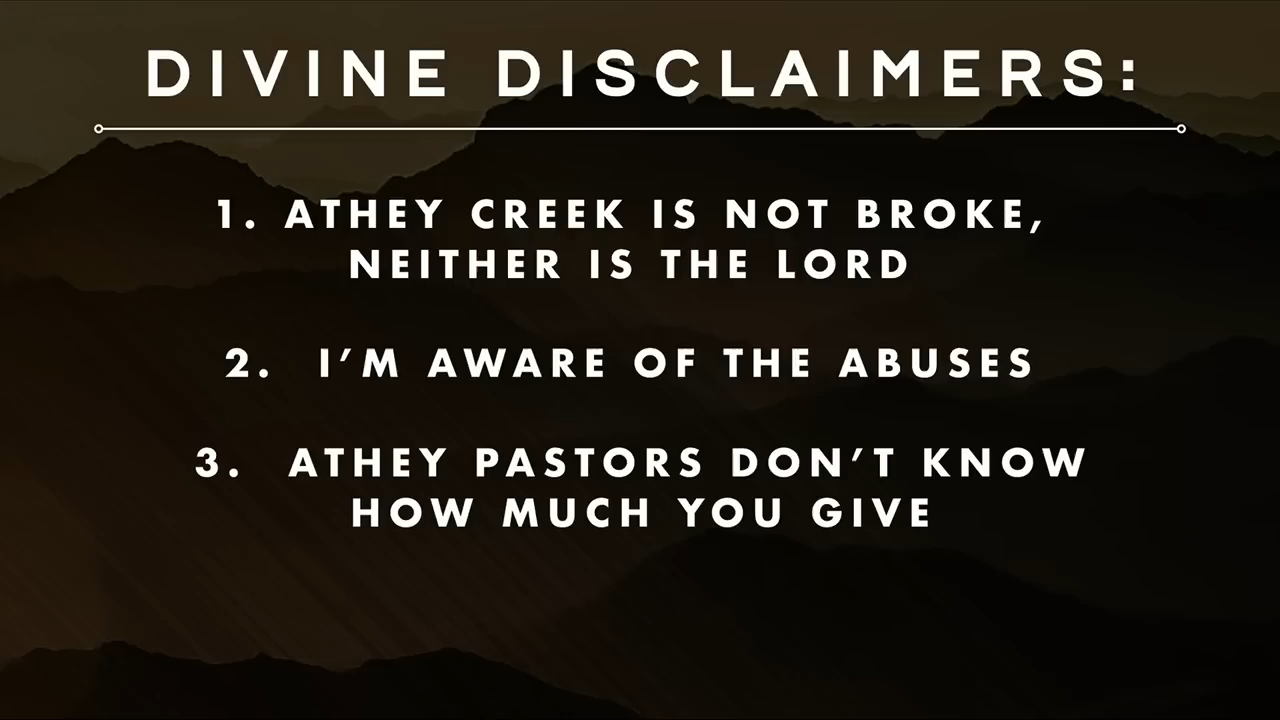 DIVINE DISCLAIMERS:
1. ATHEY CREEK IS NOT BROKE,
NEITHER IS THE LORD
2. I’M AWARE OF THE ABUSES
3. ATHEY PASTORS DON’T KNOW
HOW MUCH YOU GIVE